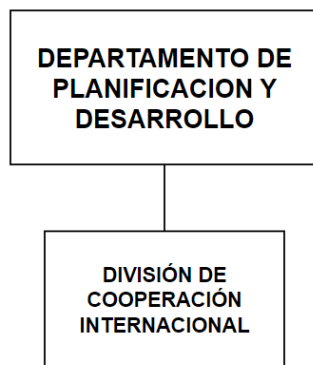 DEPARTAMENTO DE
PLANIFICACION Y
DESARROLLO
DIVISIÓN DE
COOPERACIÓN
INTERNACIONAL